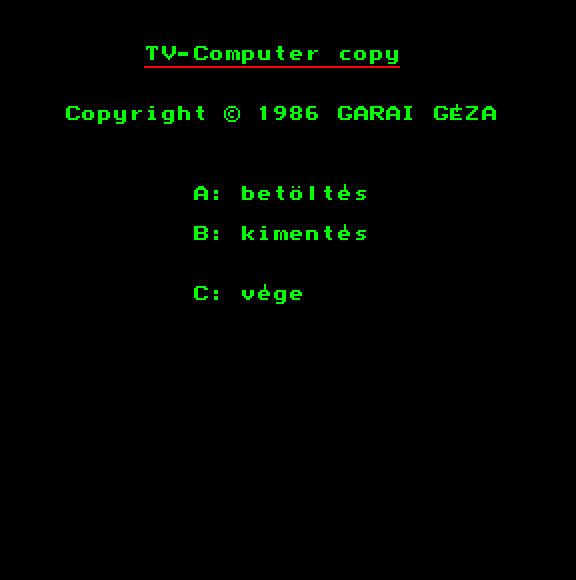 TV-Computer copy
Copyright © 1986 GARAI GÉZA
A: betöltés
B: kimentés
C: vége